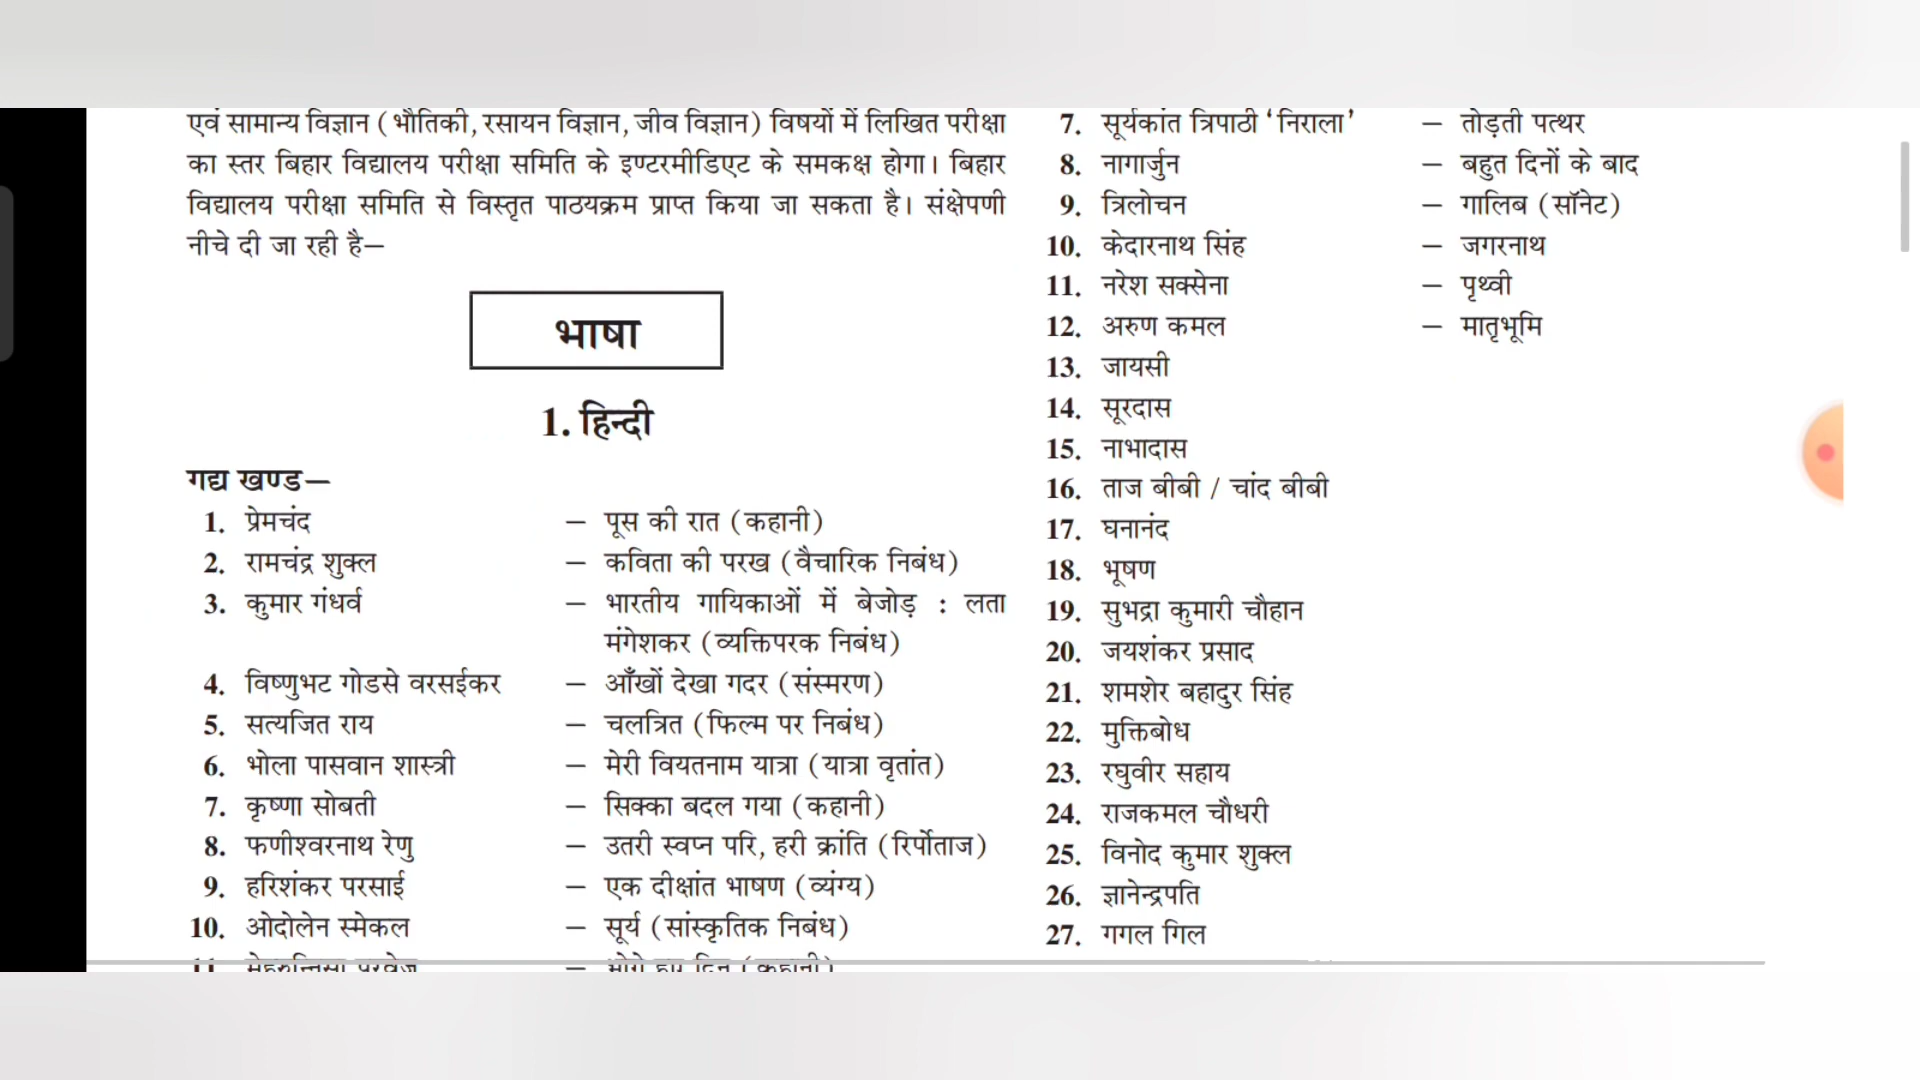 एवं सामान्य विज्ञान ( भौतिकी, रसायन विज्ञान, जीव विज्ञान ) विषयों में लिखित परीक्षा
का स्तर बिहार विद्यालय परीक्षा समिति के इण्टरमीडिएट के समकक्ष होगा। बिहार
विद्यालय परीक्षा समिति से विस्तृत पाठयक्रम प्राप्त किया जा सकता है। संक्षेपणी
नीचे दी जा रही है—
भाषा
1. हिन्दी
गद्य खण्ड—
1. प्रेमचंद — पूस की रात (कहानी)
2. रामचंद्र शुक्ल — कविता की परख (वैचारिक निबंध)
3. कुमार गंधर्व — भारतीय गायिकाओं में बेजोड़ : लता
मंगेशकर (व्यक्तिपरक निबंध)
4. विष्णुभट गोडसे वरसईकर — आँखों देखा गदर (संस्मरण)
5. सत्यजित राय — चलत्रित (फिल्म पर निबंध)
6. भोला पासवान शास्त्री — मेरी वियतनाम यात्रा (यात्रा वृतांत)
7. कृष्णा सोबती — सिक्का बदल गया (कहानी)
8. फणीश्वरनाथ रेणु — उतरी स्वप्न परि, हरी क्रांति (रिर्पोताज)
9. हरिशंकर परसाई — एक दीक्षांत भाषण (व्यंग्य)
10. ओदोलेन स्मेकल — सूर्य (सांस्कृतिक निबंध)
11. मेहरुन्निसा परवेज — भोगे हुए दिन (कहानी)
7. सूर्यकांत त्रिपाठी ‘निराला’ — तोड़ती पत्थर
8. नागार्जुन — बहुत दिनों के बाद
9. त्रिलोचन — गालिब (सॉनेट)
10. केदारनाथ सिंह — जगरनाथ
11. नरेश सक्सेना — पृथ्वी
12. अरुण कमल — मातृभूमि
13. जायसी
14. सूरदास
15. नाभादास
16. ताज बीबी / चांद बीबी
17. घनानंद
18. भूषण
19. सुभद्रा कुमारी चौहान
20. जयशंकर प्रसाद
21. शमशेर बहादुर सिंह
22. मुक्तिबोध
23. रघुवीर सहाय
24. राजकमल चौधरी
25. विनोद कुमार शुक्ल
26. ज्ञानेन्द्रपति
27. गगल गिल